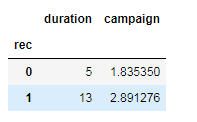 duration campaign
rec
0 5 1.835350
1 13 2.891276